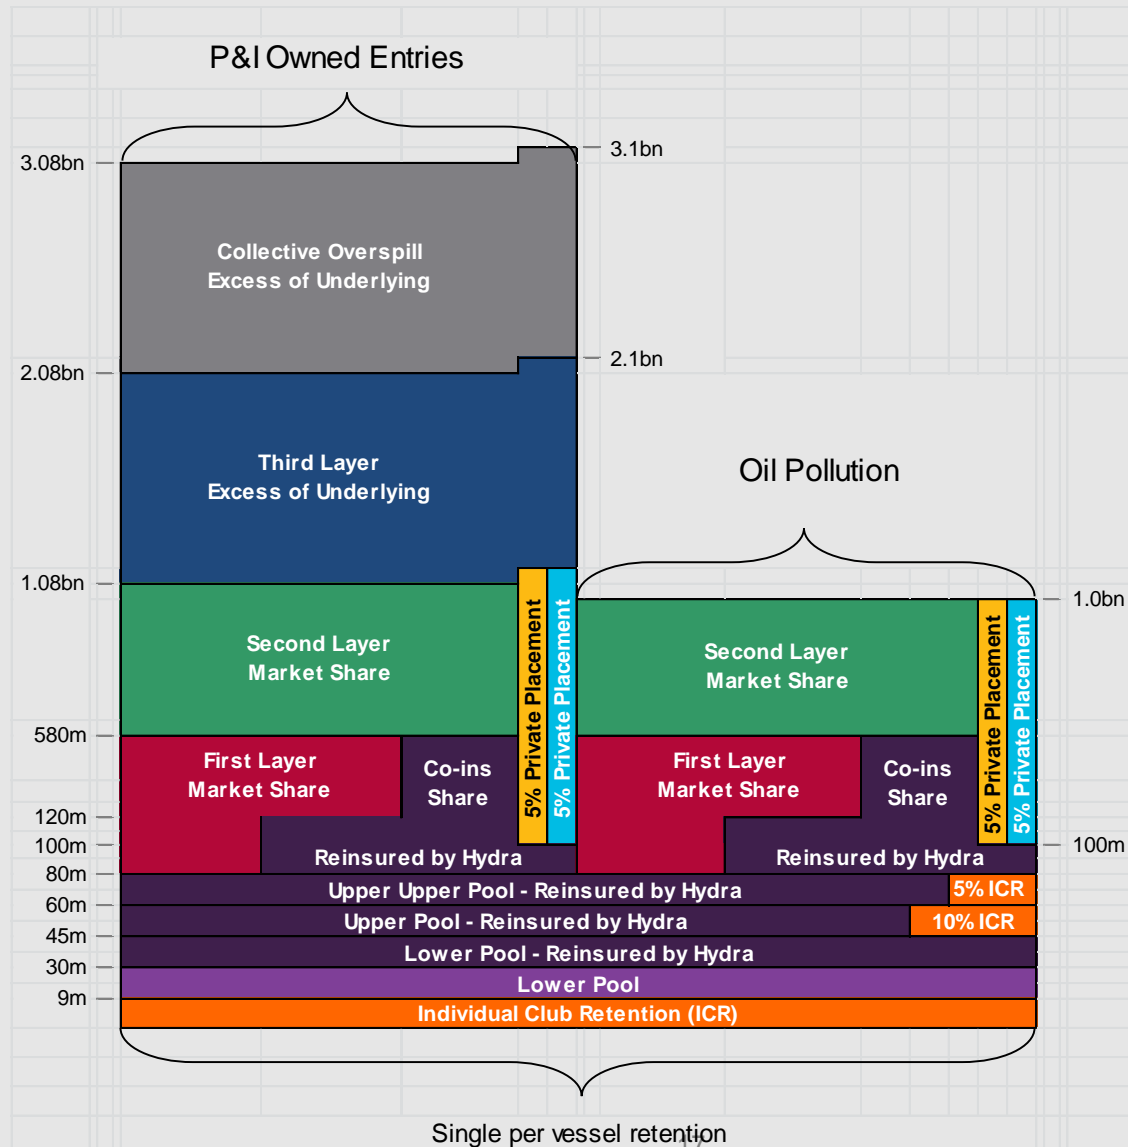 P&I Owned Entries
3.08bn
3.1bn
Collective Overspill
Excess of Underlying
2.08bn
2.1bn
Third Layer
Excess of Underlying
Oil Pollution
1.08bn
1.0bn
Second Layer
Market Share
5% Private Placement
5% Private Placement
Second Layer
Market Share
5% Private Placement
5% Private Placement
580m
First Layer
Market Share
Co-ins
Share
First Layer
Market Share
Co-ins
Share
120m
100m
100m
Reinsured by Hydra
Reinsured by Hydra
80m
Upper Upper Pool - Reinsured by Hydra
5% ICR
60m
Upper Pool - Reinsured by Hydra
10% ICR
45m
Lower Pool - Reinsured by Hydra
30m
Lower Pool
9m
Individual Club Retention (ICR)
Single per vessel retention
17